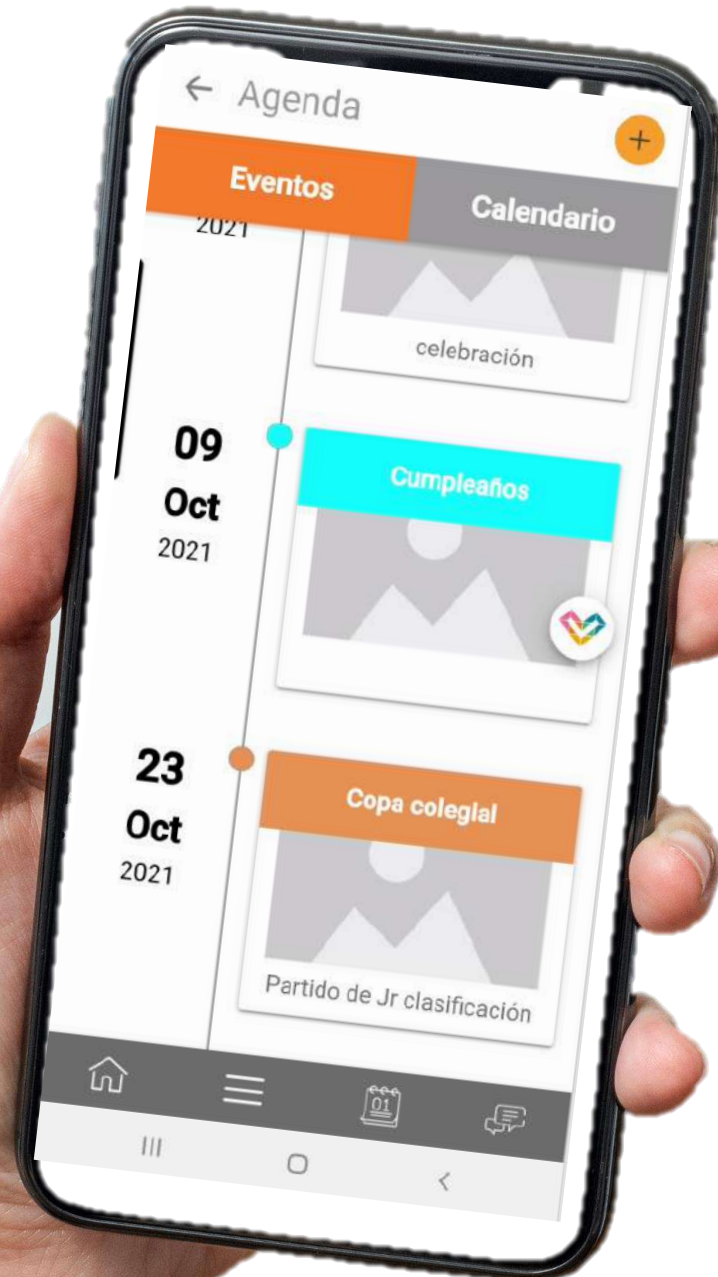 Agenda
Eventos
Calendario
2021
celebración
09
Oct
2021
Cumpleaños
23
Oct
2021
Copa colegial
Partido de Jr clasificación
01